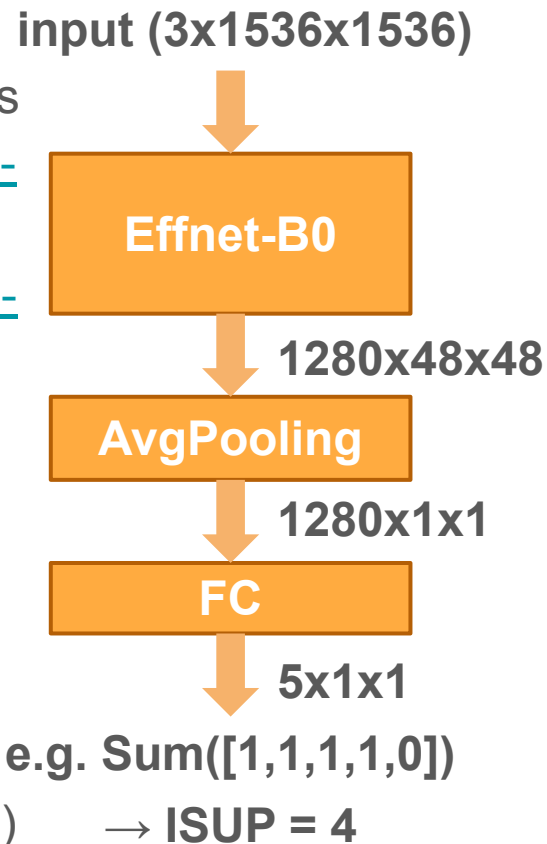 input (3x1536x1536)
s
-
Effnet-B0
-
1280x48x48
AvgPooling
1280x1x1
FC
5x1x1
e.g. Sum([1,1,1,1,0])
) → ISUP = 4